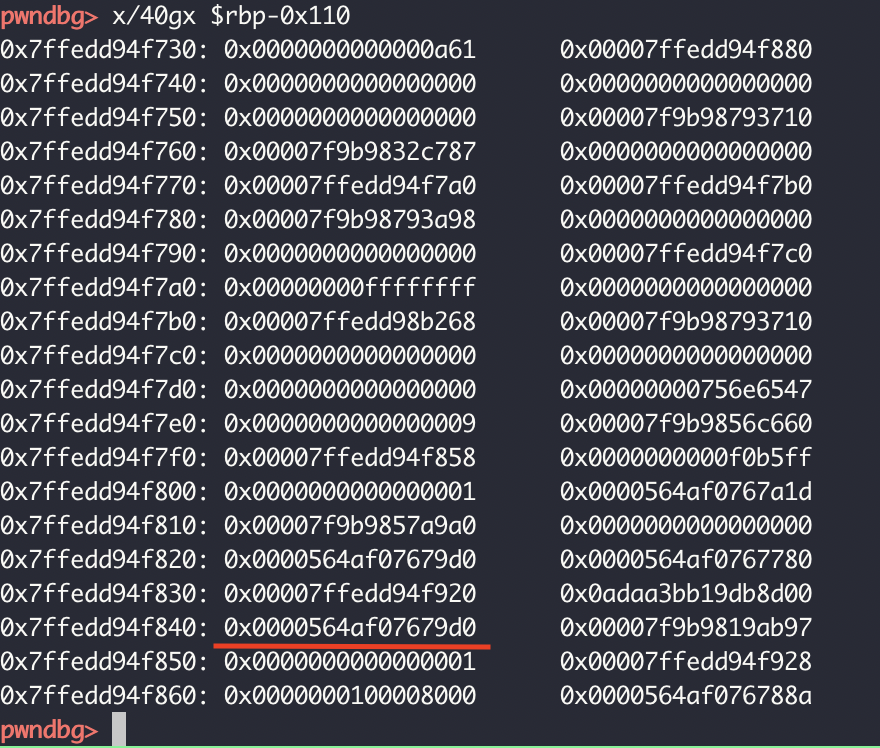 pwndbg> x/40gx $rbp-0x110
0x7ffedd94f730: 0x0000000000000a61 0x00007ffedd94f880
0x7ffedd94f740: 0x0000000000000000 0x0000000000000000
0x7ffedd94f750: 0x0000000000000000 0x00007f9b98793710
0x7ffedd94f760: 0x00007f9b9832c787 0x0000000000000000
0x7ffedd94f770: 0x00007ffedd94f7a0 0x00007ffedd94f7b0
0x7ffedd94f780: 0x00007f9b98793a98 0x0000000000000000
0x7ffedd94f790: 0x0000000000000000 0x00007ffedd94f7c0
0x7ffedd94f7a0: 0x00000000ffffffff 0x0000000000000000
0x7ffedd94f7b0: 0x00007ffedd98b268 0x00007f9b98793710
0x7ffedd94f7c0: 0x0000000000000000 0x0000000000000000
0x7ffedd94f7d0: 0x0000000000000000 0x00000000756e6547
0x7ffedd94f7e0: 0x0000000000000009 0x00007f9b9856c660
0x7ffedd94f7f0: 0x00007ffedd94f858 0x0000000000f0b5ff
0x7ffedd94f800: 0x0000000000000001 0x0000564af0767a1d
0x7ffedd94f810: 0x00007f9b9857a9a0 0x0000000000000000
0x7ffedd94f820: 0x0000564af07679d0 0x0000564af0767780
0x7ffedd94f830: 0x00007ffedd94f920 0x0adaa3bb19db8d00
0x7ffedd94f840: 0x0000564af07679d0 0x00007f9b9819ab97
0x7ffedd94f850: 0x0000000000000001 0x00007ffedd94f928
0x7ffedd94f860: 0x0000000100008000 0x0000564af076788a
pwndbg>